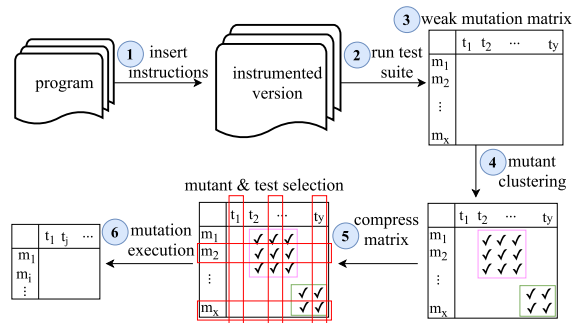 1 insert
instructions
program
2 run test
suite
instrumented
version
3 weak mutation matrix
t1 t2 ... ty
m1
m2
⋮
mx
4 mutant
clustering
t1 t2 ... ty
m1
m2
⋮
mx
✓ ✓ ✓
✓ ✓ ✓
✓ ✓ ✓
✓ ✓
✓ ✓
5 compress
matrix
mutant & test selection
t1 t2 ... ty
m1
m2
⋮
mx
✓ ✓ ✓
✓ ✓ ✓
✓ ✓ ✓
✓ ✓
✓ ✓
6 mutation
execution
t1 tj ...
m1
mi
⋮